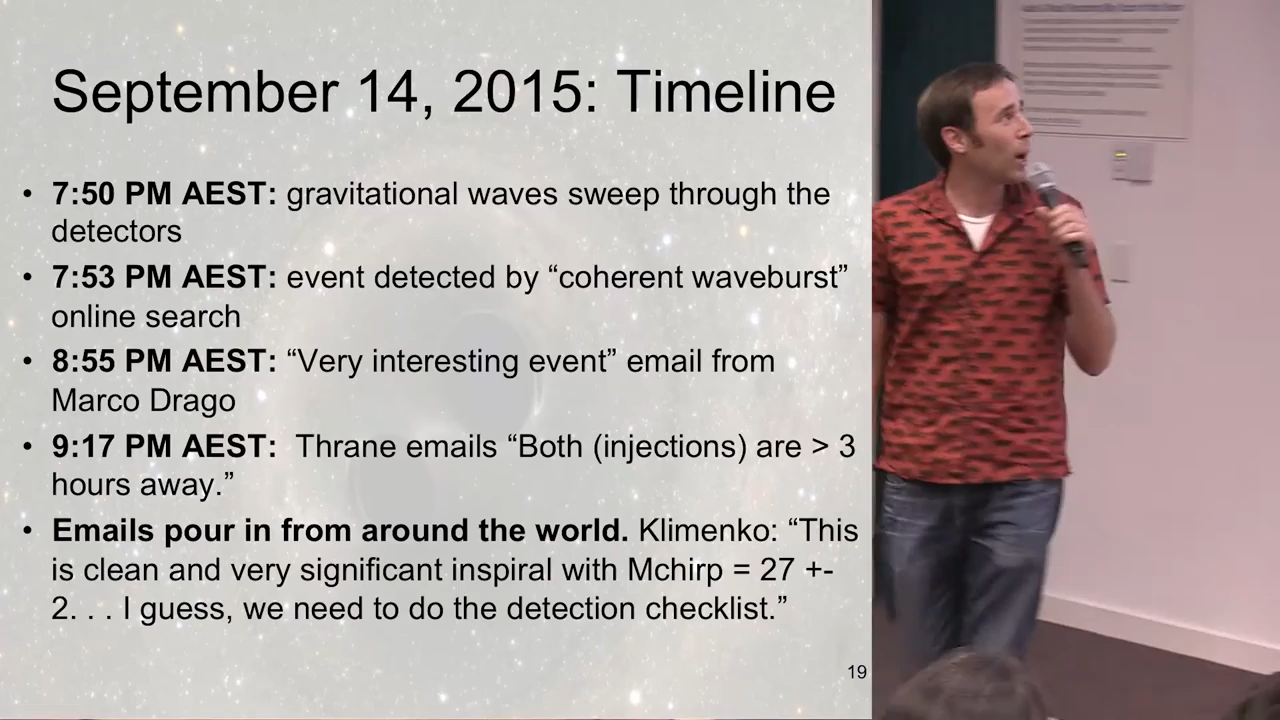 September 14, 2015: Timeline
• 7:50 PM AEST: gravitational waves sweep through the
detectors
• 7:53 PM AEST: event detected by “coherent waveburst”
online search
• 8:55 PM AEST: “Very interesting event” email from
Marco Drago
• 9:17 PM AEST:  Thrane emails “Both (injections) are > 3
hours away.”
• Emails pour in from around the world. Klimenko: “This
is clean and very significant inspiral with Mchirp = 27 +-
2. . . I guess, we need to do the detection checklist.”
19